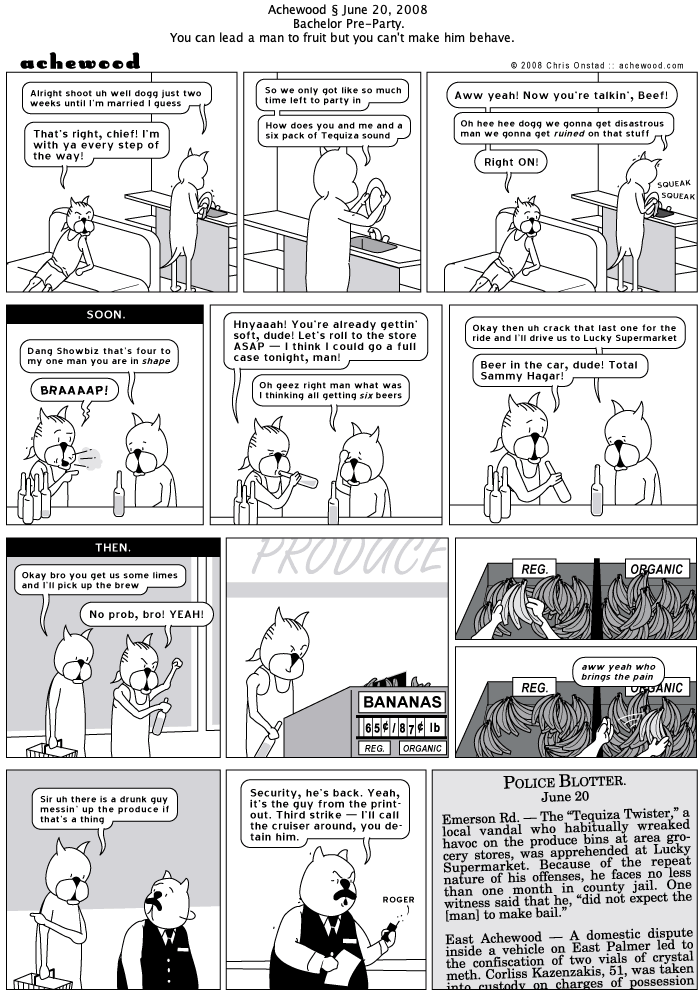 Achewood § June 20, 2008
Bachelor Pre-Party.
You can lead a man to fruit but you can't make him behave.
achewood
© 2008 Chris Onstad :: achewood.com
Alright shoot uh well dogg just two
weeks until I'm married I guess
That's right, chief! I'm
with ya every step of
the way!
So we only got like so much
time left to party in
How does you and me and a
six pack of Tequiza sound
Aww yeah! Now you're talkin', Beef!
Oh hee hee dogg we gonna get disastrous
man we gonna get ruined on that stuff
Right ON!
SQUEAK
SQUEAK
SOON.
Dang Showbiz that's four to
my one man you are in shape
BRAAAAP!
Hnyaaah! You're already gettin'
soft, dude! Let's roll to the store
ASAP — I think I could go a full
case tonight, man!
Oh geez right man what was
I thinking all getting six beers
Okay then uh crack that last one for the
ride and I'll drive us to Lucky Supermarket
Beer in the car, dude! Total
Sammy Hagar!
THEN.
Okay bro you get us some limes
and I'll pick up the brew
No prob, bro! YEAH!
PRODUCE
BANANAS
65¢/87¢ lb
REG.
ORGANIC
REG.
ORGANIC
aww yeah who
brings the pain
REG.
ORGANIC
Sir uh there is a drunk guy
messin' up the produce if
that's a thing
Security, he's back. Yeah,
it's the guy from the print-
out. Third strike — I'll call
the cruiser around, you de-
tain him.
ROGER
POLICE BLOTTER.
June 20
Emerson Rd. — The "Tequiza Twister," a
local vandal who habitually wreaked
havoc on the produce bins at area gro-
cery stores, was apprehended at Lucky
Supermarket. Because of the repeat
nature of his offenses, he faces no less
than one month in county jail. One
witness said that he, "did not expect the
[man] to make bail."
East Achewood — A domestic dispute
inside a vehicle on East Palmer led to
the confiscation of two vials of crystal
meth. Corliss Kazenzakis, 51, was taken
into custody on charges of possession